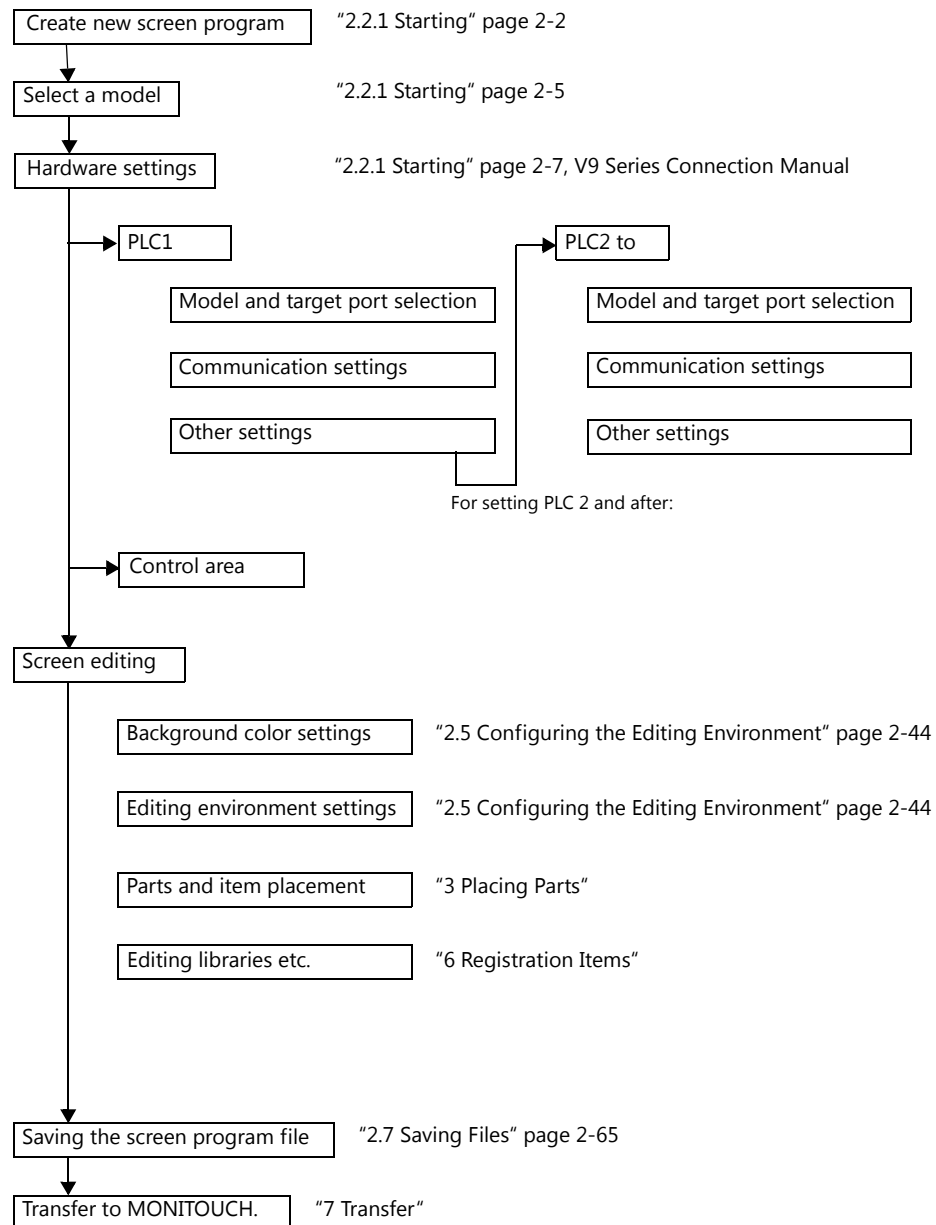 Create new screen program "2.2.1 Starting" page 2-2
Select a model "2.2.1 Starting" page 2-5
Hardware settings "2.2.1 Starting" page 2-7, V9 Series Connection Manual
PLC1 PLC2 to
Model and target port selection Model and target port selection
Communication settings Communication settings
Other settings Other settings
For setting PLC 2 and after:
Control area
Screen editing
Background color settings "2.5 Configuring the Editing Environment" page 2-44
Editing environment settings "2.5 Configuring the Editing Environment" page 2-44
Parts and item placement "3 Placing Parts"
Editing libraries etc. "6 Registration Items"
Saving the screen program file "2.7 Saving Files" page 2-65
Transfer to MONITOUCH. "7 Transfer"